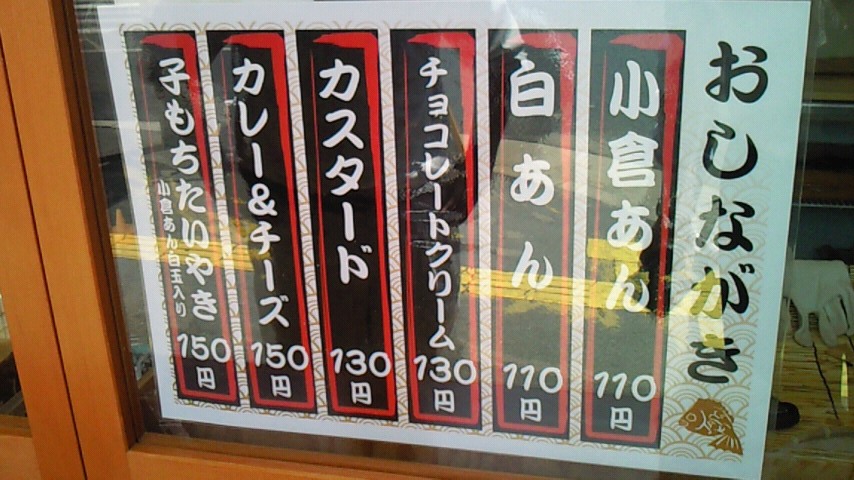 おしながき
小倉あん
110円
白あん
110円
チョコレートクリーム
130円
カスタード
130円
カレー&チーズ
150円
子もちたいやき
小倉あん・白玉入り
150円